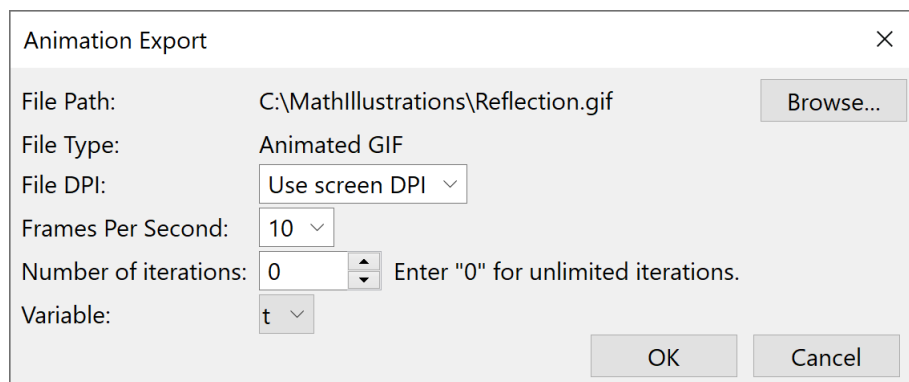 Animation Export
File Path: C:\MathIllustrations\Reflection.gif Browse...
File Type: Animated GIF
File DPI: Use screen DPI
Frames Per Second: 10
Number of iterations: 0 Enter "0" for unlimited iterations.
Variable: t
OK Cancel